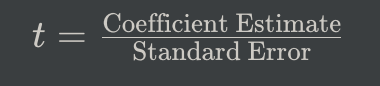 t = Coefficient Estimate
Standard Error